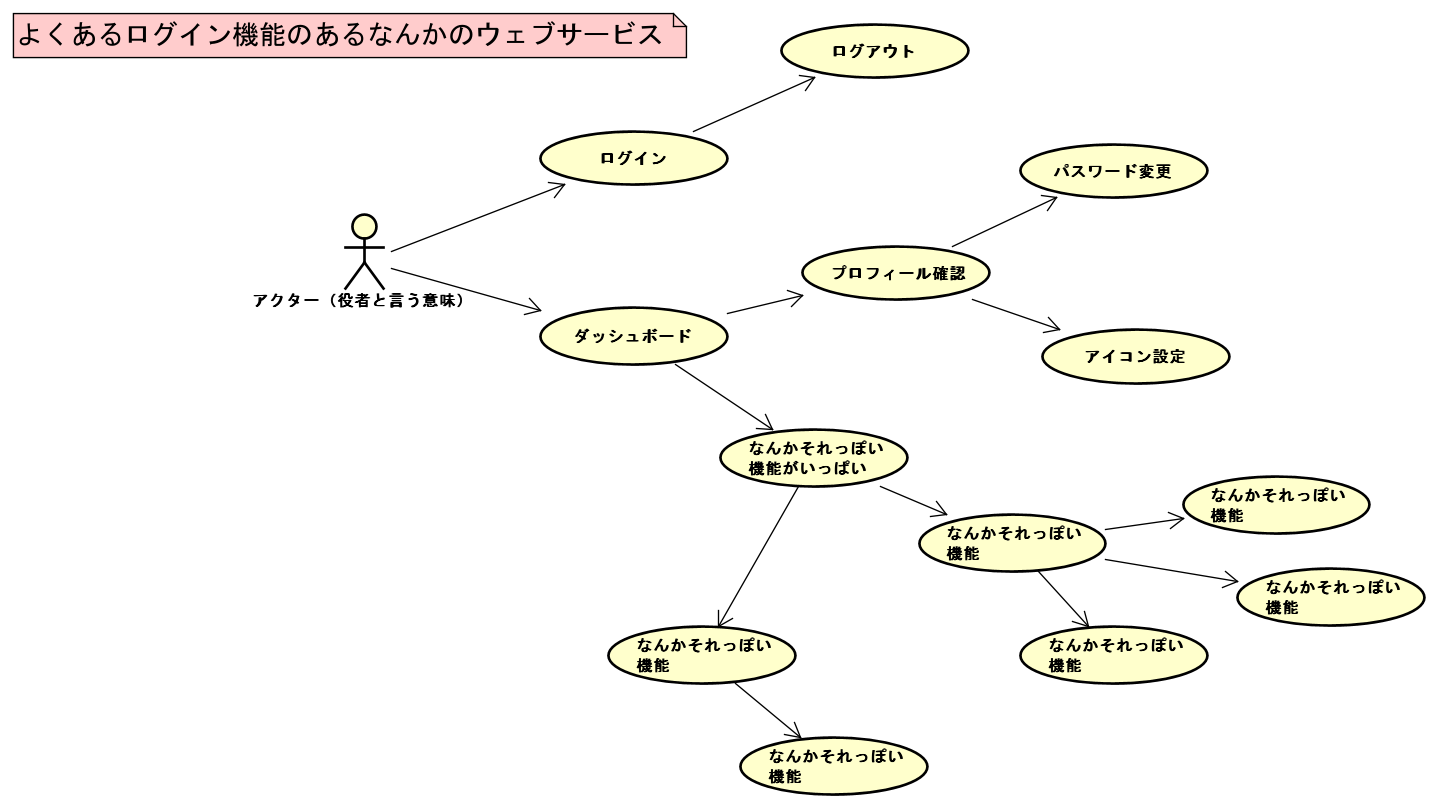 よくあるログイン機能のあるなんかのウェブサービス
ログアウト
ログイン
パスワード変更
アクター（役者と言う意味）
プロフィール確認
ダッシュボード
アイコン設定
なんかそれっぽい
機能がいっぱい
なんかそれっぽい
機能
なんかそれっぽい
機能
なんかそれっぽい
機能
なんかそれっぽい
機能
なんかそれっぽい
機能
なんかそれっぽい
機能